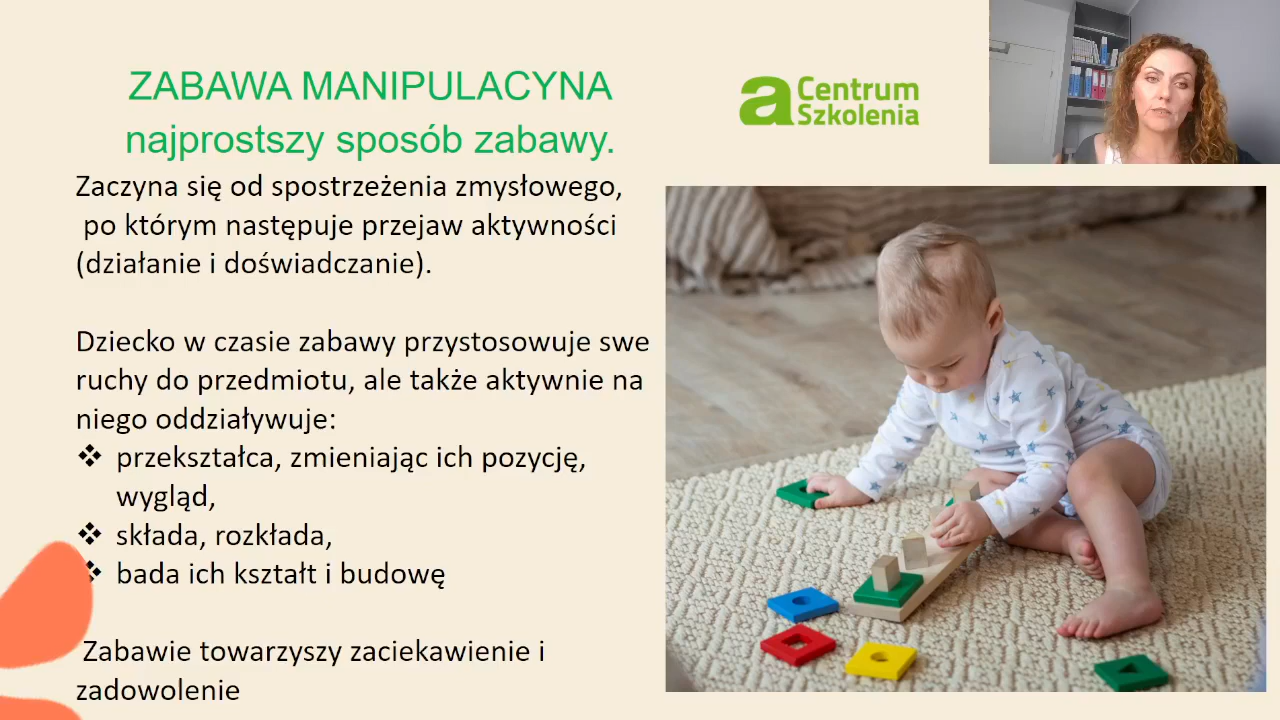 ZABAWA MANIPULACYNA
najprostszy sposób zabawy.
a Centrum
Szkolenia
Zaczyna się od spostrzeżenia zmysłowego,
po którym następuje przejaw aktywności
(działanie i doświadczanie).
Dziecko w czasie zabawy przystosowuje swe
ruchy do przedmiotu, ale także aktywnie na
niego oddziaływuje:
❖ przekształca, zmieniając ich pozycję,
wygląd,
❖ składa, rozkłada,
❖ bada ich kształt i budowę
Zabawie towarzyszy zaciekawienie i
zadowolenie